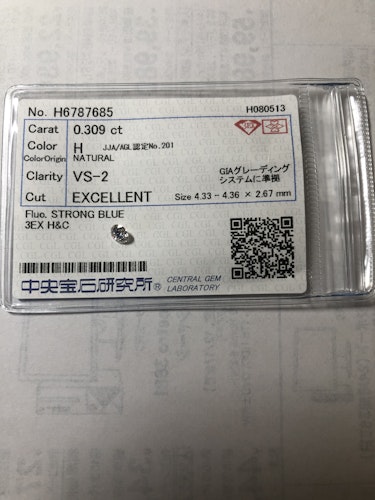 No. H6787685 H080513
Carat 0.309 ct
Color H JJA/AGL認定No.201
ColorOrigin NATURAL
Clarity VS-2 GIAグレーディング
システムに準拠
Cut EXCELLENT Size 4.33 - 4.36 × 2.67 mm
Fluo. STRONG BLUE
3EX H&C
中央宝石研究所® CENTRAL GEM
LABORATORY